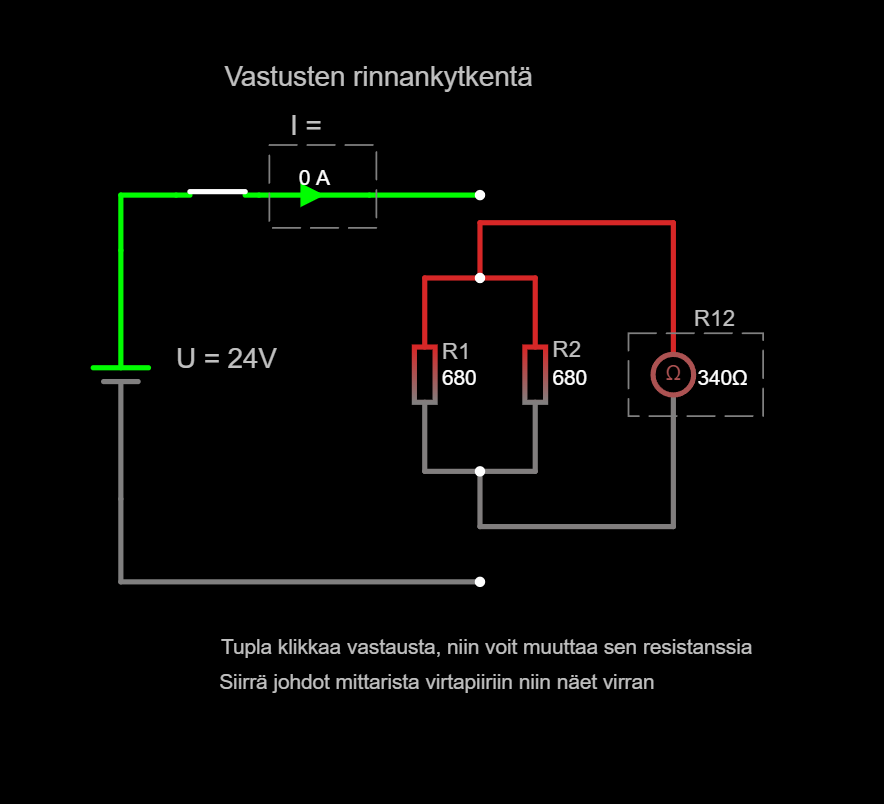 Vastusten rinnankytkentä
I =
0 A
U = 24V
R1
680
R2
680
R12
Ω
340Ω
Tupla klikkaa vastausta, niin voit muuttaa sen resistanssia
Siirrä johdot mittarista virtapiiriin niin näet virran